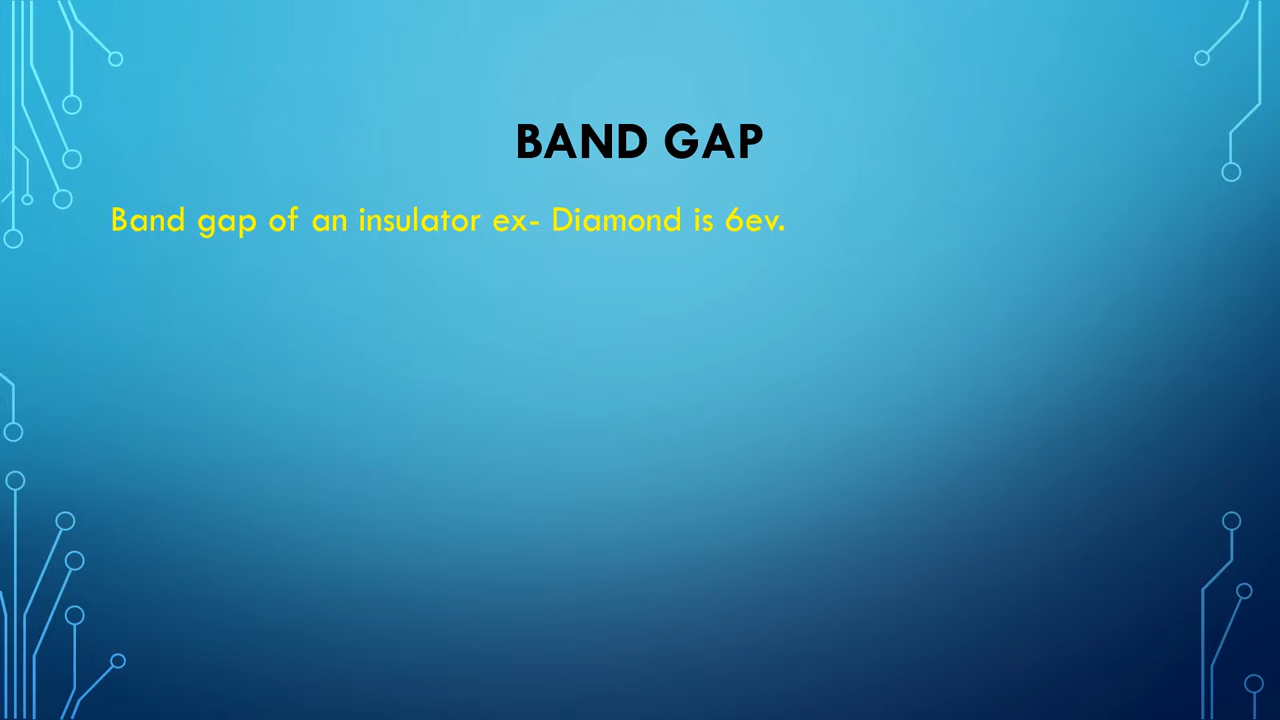 BAND GAP
Band gap of an insulator ex- Diamond is 6ev.